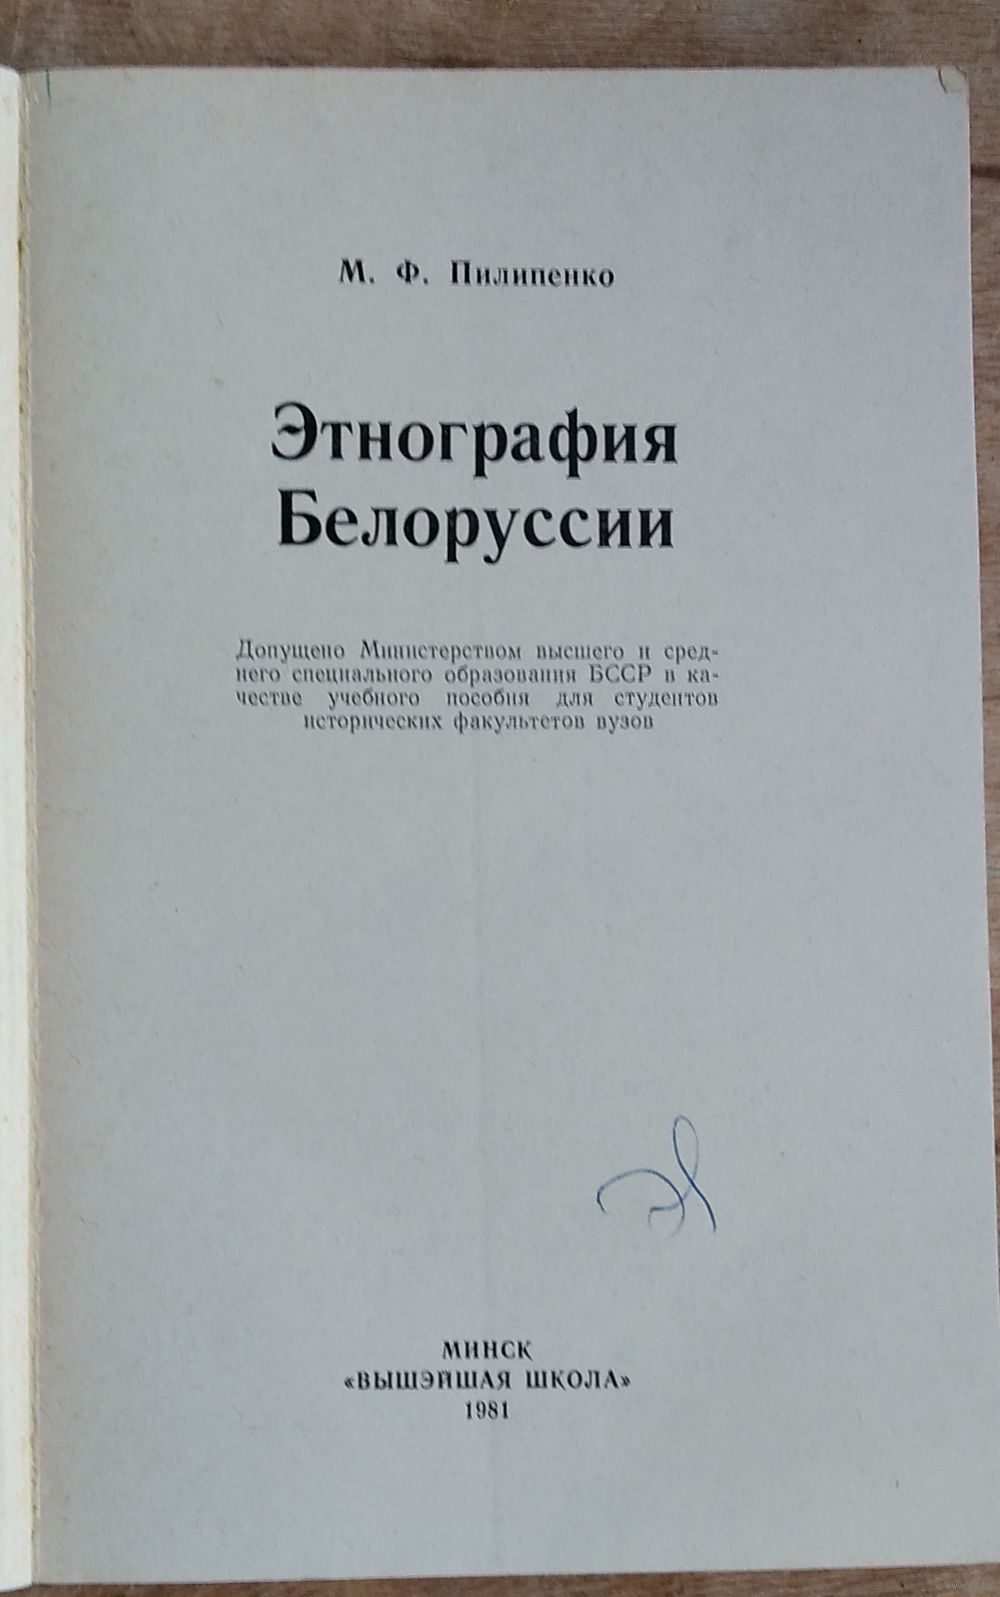 М. Ф. Пилипенко
Этнография
Белоруссии
Допущено Министерством высшего и сред-
него специального образования БССР в ка-
честве учебного пособия для студентов
исторических факультетов вузов
МИНСК
«ВЫШЭЙШАЯ ШКОЛА»
1981